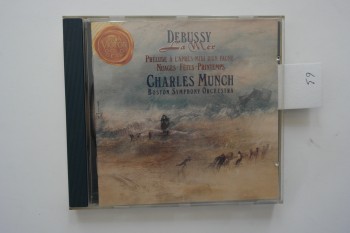 DEBUSSY
La Mer
PRÉLUDE À L'APRÈS-MIDI D'UN FAUNE
NUAGES · FÊTES · PRINTEMPS
CHARLES MUNCH
BOSTON SYMPHONY ORCHESTRA
59